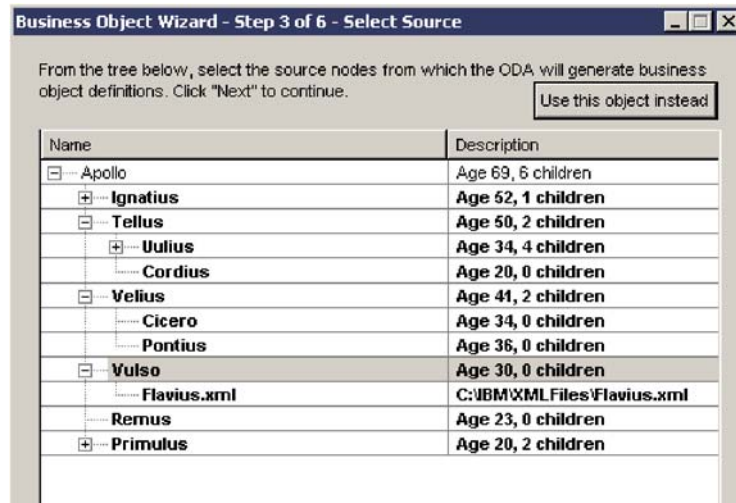 Business Object Wizard - Step 3 of 6 - Select Source
From the tree below, select the source nodes from which the ODA will generate business
object definitions. Click "Next" to continue.
Use this object instead
Name Description
Apollo Age 69, 6 children
Ignatius Age 52, 1 children
Tellus Age 50, 2 children
Uulius Age 34, 4 children
Cordius Age 20, 0 children
Velius Age 41, 2 children
Cicero Age 34, 0 children
Pontius Age 36, 0 children
Vulso Age 30, 0 children
Flavius.xml C:\IBM\XMLFiles\Flavius.xml
Remus Age 23, 0 children
Primulus Age 20, 2 children